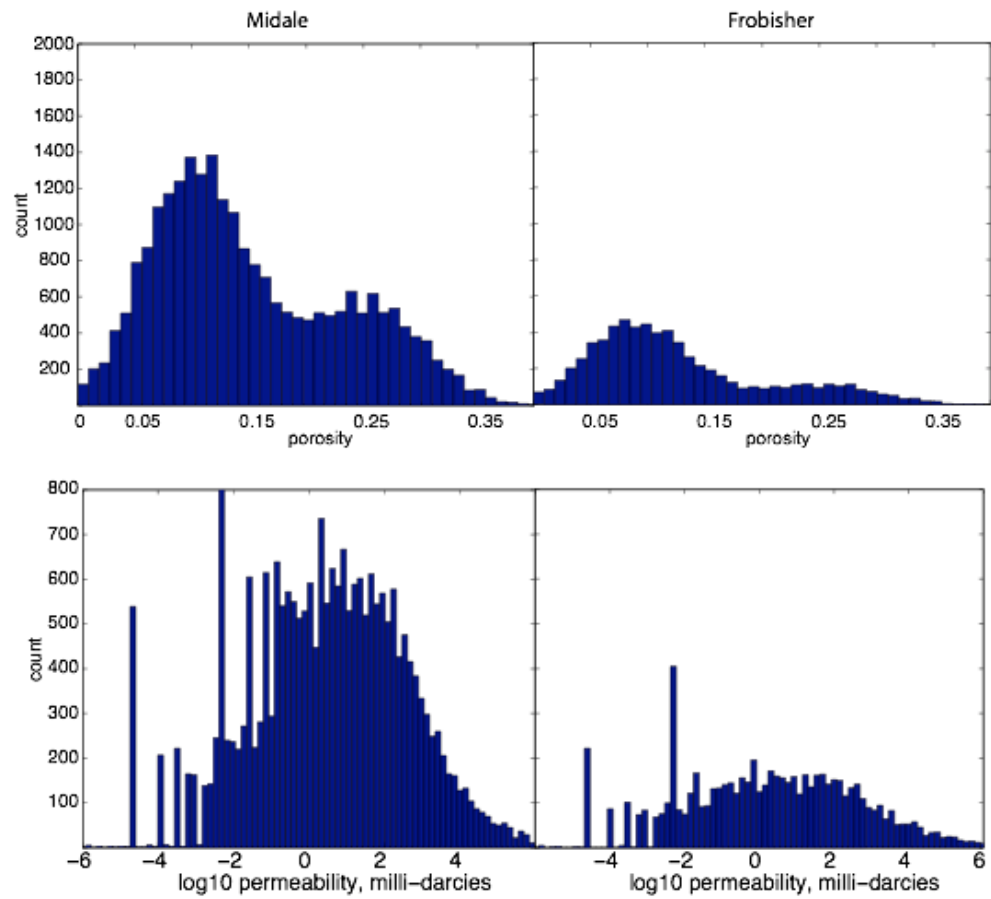 Midale
Frobisher
2000
1800
1600
1400
1200
1000
800
600
400
200
count
0 0.05 0.15 0.25 0.35
porosity
0.05 0.15 0.25 0.35
porosity
800
700
600
500
400
300
200
100
count
−6 −4 −2 0 2 4
log10 permeability, milli−darcies
−4 −2 0 2 4 6
log10 permeability, milli−darcies